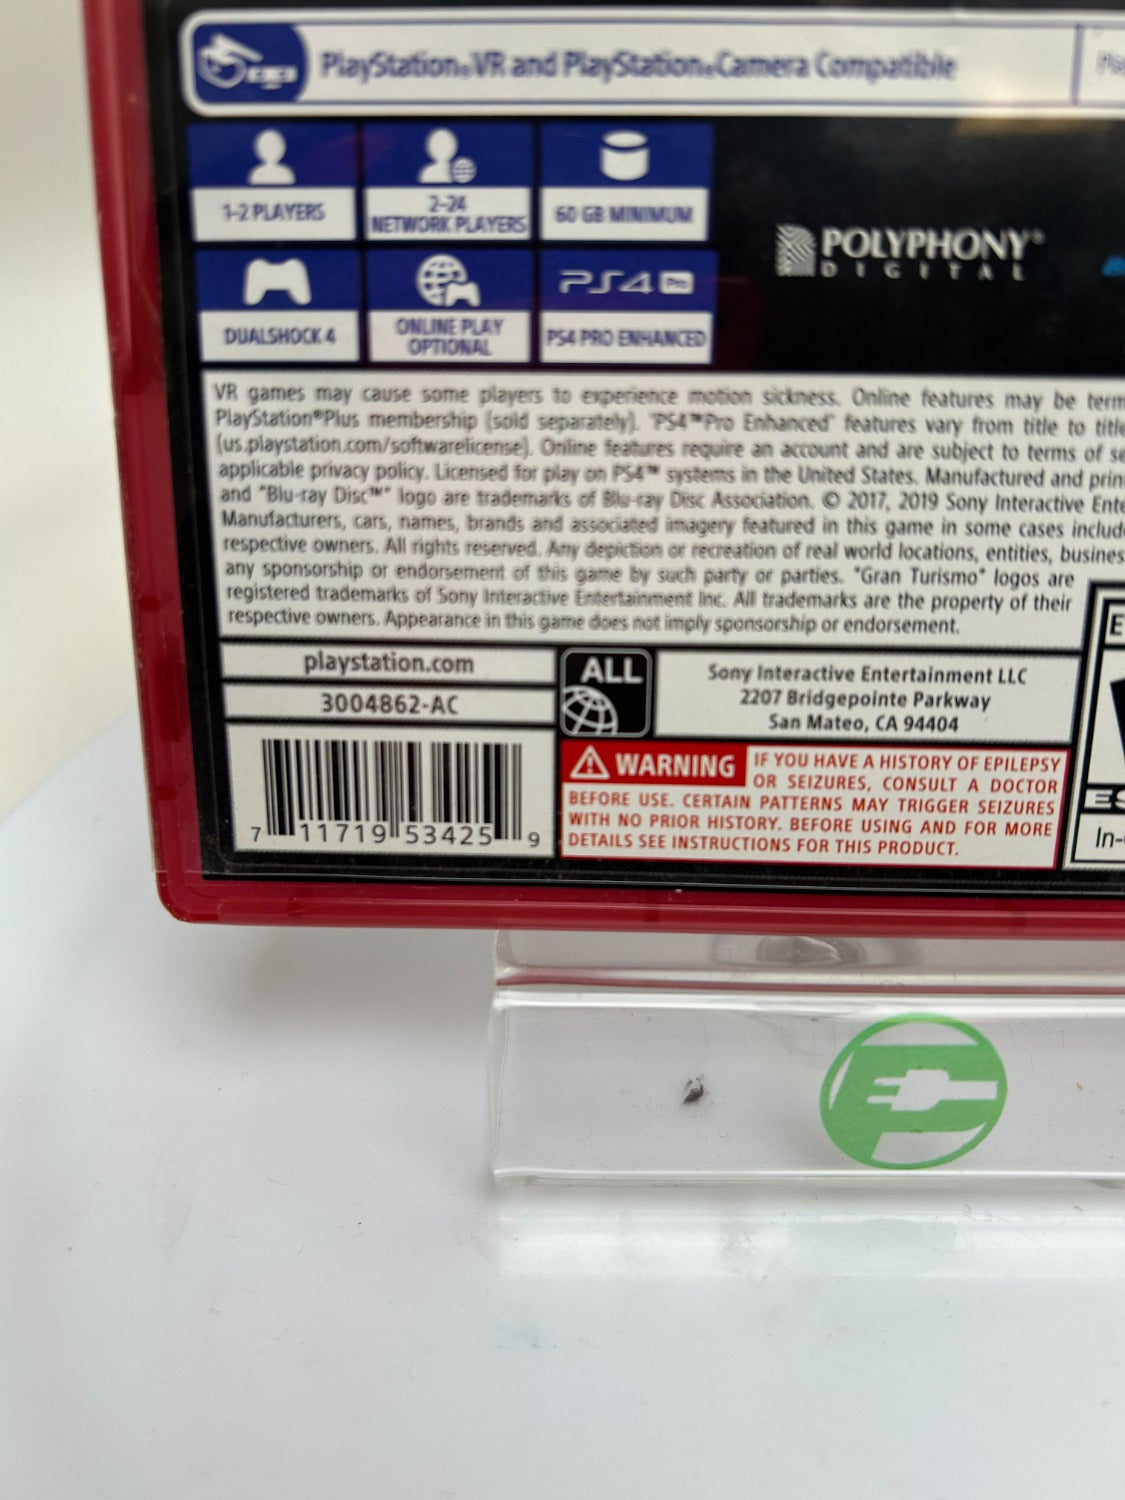 PlayStation®VR and PlayStation®Camera Compatible
1-2 PLAYERS
2-24
NETWORK PLAYERS
60 GB MINIMUM
POLYPHONY®
DIGITAL
PS4 Pro
DUALSHOCK 4
ONLINE PLAY
OPTIONAL
PS4 PRO ENHANCED
VR games may cause some players to experience motion sickness. Online features may be term
PlayStation®Plus membership (sold separately). "PS4™Pro Enhanced" features vary from title to title
(us.playstation.com/softwarelicense). Online features require an account and are subject to terms of se
applicable privacy policy. Licensed for play on PS4™ systems in the United States. Manufactured and prin
and "Blu-ray Disc™" logo are trademarks of Blu-ray Disc Association. © 2017, 2019 Sony Interactive Ente
Manufacturers, cars, names, brands and associated imagery featured in this game in some cases include
respective owners. All rights reserved. Any depiction or recreation of real world locations, entities, busines
any sponsorship or endorsement of this game by such party or parties. "Gran Turismo" logos are
registered trademarks of Sony Interactive Entertainment Inc. All trademarks are the property of their
respective owners. Appearance in this game does not imply sponsorship or endorsement.
playstation.com
3004862-AC
7 11719 53425 9
ALL
Sony Interactive Entertainment LLC
2207 Bridgepointe Parkway
San Mateo, CA 94404
WARNING IF YOU HAVE A HISTORY OF EPILEPSY
OR SEIZURES, CONSULT A DOCTOR
BEFORE USE. CERTAIN PATTERNS MAY TRIGGER SEIZURES
WITH NO PRIOR HISTORY. BEFORE USING AND FOR MORE
DETAILS SEE INSTRUCTIONS FOR THIS PRODUCT.
E
ES
In-